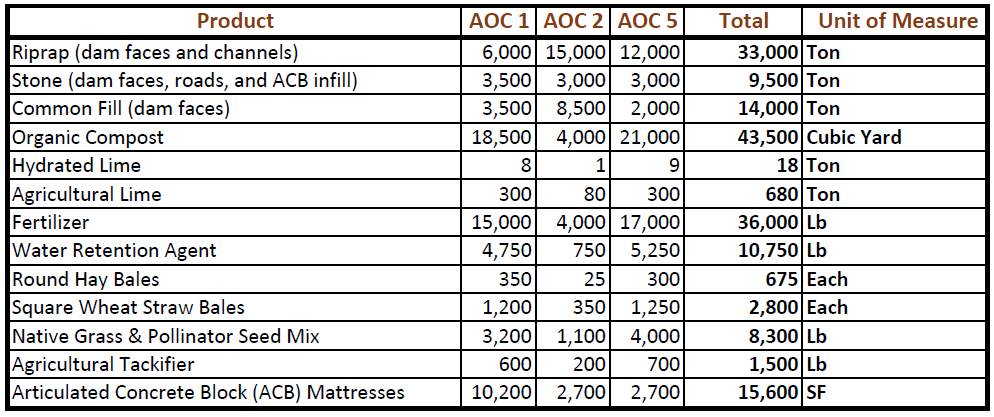 Product AOC 1 AOC 2 AOC 5 Total Unit of Measure
Riprap (dam faces and channels) 6,000 15,000 12,000 33,000 Ton
Stone (dam faces, roads, and ACB infill) 3,500 3,000 3,000 9,500 Ton
Common Fill (dam faces) 3,500 8,500 2,000 14,000 Ton
Organic Compost 18,500 4,000 21,000 43,500 Cubic Yard
Hydrated Lime 8 1 9 18 Ton
Agricultural Lime 300 80 300 680 Ton
Fertilizer 15,000 4,000 17,000 36,000 Lb
Water Retention Agent 4,750 750 5,250 10,750 Lb
Round Hay Bales 350 25 300 675 Each
Square Wheat Straw Bales 1,200 350 1,250 2,800 Each
Native Grass & Pollinator Seed Mix 3,200 1,100 4,000 8,300 Lb
Agricultural Tackifier 600 200 700 1,500 Lb
Articulated Concrete Block (ACB) Mattresses 10,200 2,700 2,700 15,600 SF